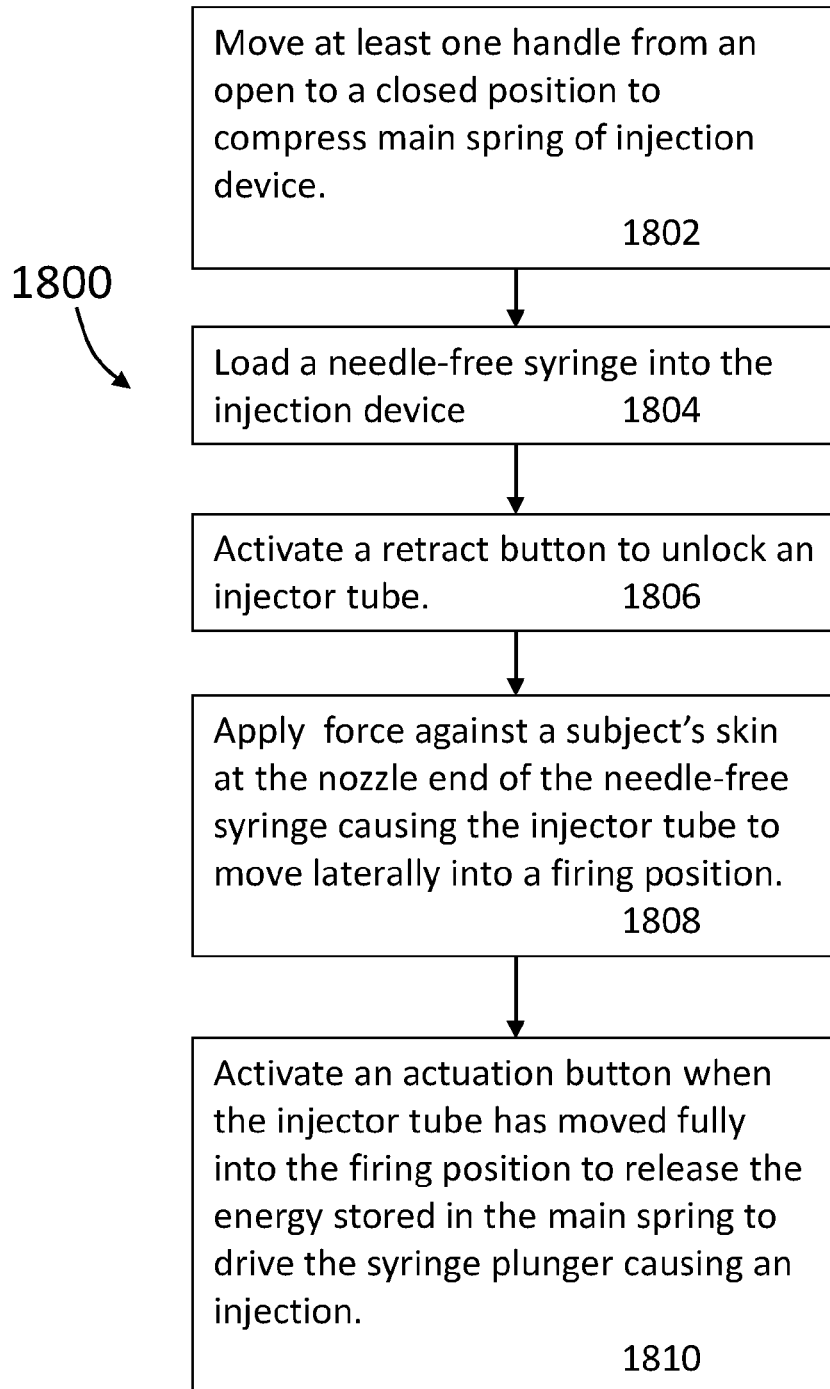 Move at least one handle from an
open to a closed position to
compress main spring of injection
device.
1802
1800
Load a needle-free syringe into the
injection device 1804
Activate a retract button to unlock an
injector tube. 1806
Apply force against a subject’s skin
at the nozzle end of the needle-free
syringe causing the injector tube to
move laterally into a firing position.
1808
Activate an actuation button when
the injector tube has moved fully
into the firing position to release the
energy stored in the main spring to
drive the syringe plunger causing an
injection.
1810